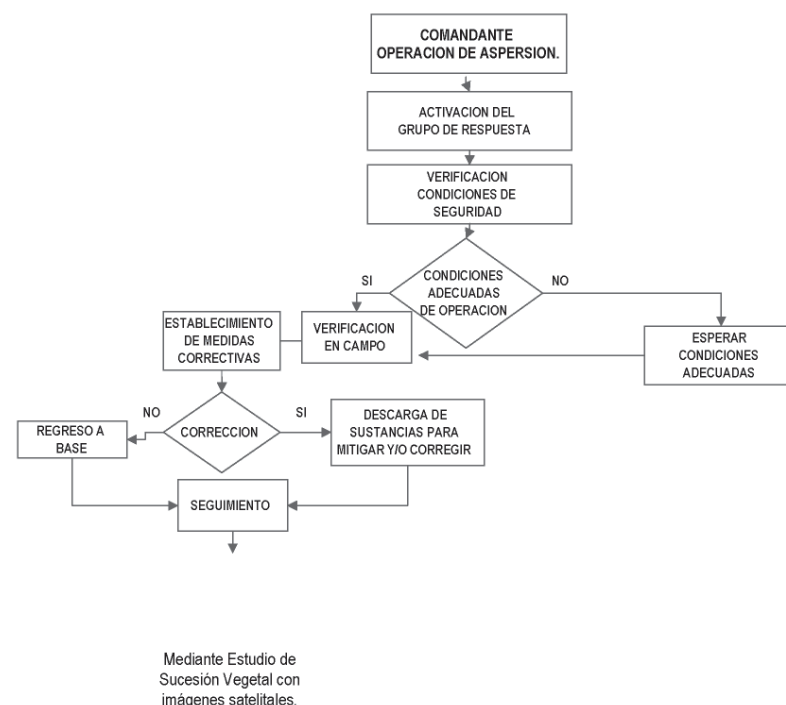 COMANDANTE
OPERACION DE ASPERSION.
ACTIVACION DEL
GRUPO DE RESPUESTA
VERIFICACION
CONDICIONES DE
SEGURIDAD
SI
CONDICIONES
ADECUADAS
DE OPERACION
NO
ESTABLECIMIENTO
DE MEDIDAS
CORRECTIVAS
VERIFICACION
EN CAMPO
ESPERAR
CONDICIONES
ADECUADAS
NO
CORRECCION
SI
REGRESO A
BASE
DESCARGA DE
SUSTANCIAS PARA
MITIGAR Y/O CORREGIR
SEGUIMIENTO
Mediante Estudio de
Sucesión Vegetal con
imágenes satelitales.